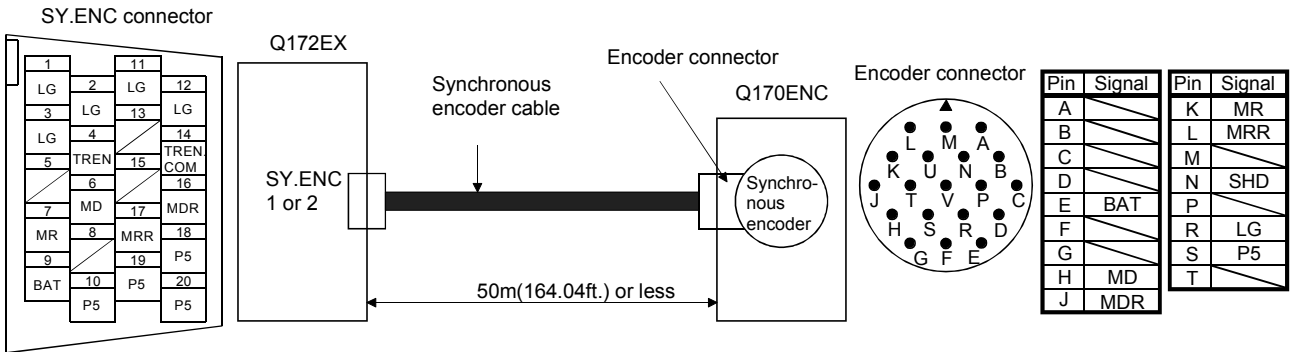 SY.ENC connector
1
LG
2
LG
3
LG
4
TREN
5
6
MD
7
MR
8
9
BAT
10
P5
11
LG
12
LG
13
14
TREN.
COM
15
16
MDR
17
MRR
18
P5
19
P5
20
P5
Q172EX
SY.ENC
1 or 2
Synchronous
encoder cable
50m(164.04ft.) or less
Encoder connector
Q170ENC
Synchro-
nous
encoder
Encoder connector
L M A
K U N B
J T V P C
H S R D
G F E
Pin Signal
A
B
C
D
E BAT
F
G
H MD
J MDR
Pin Signal
K MR
L MRR
M
N SHD
P
R LG
S P5
T